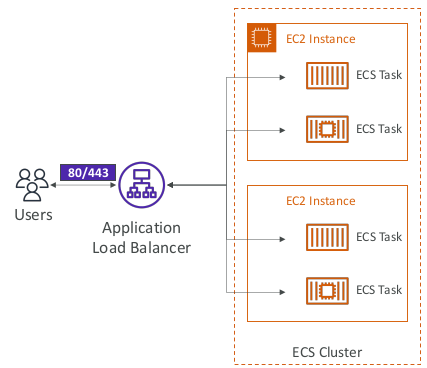 EC2 Instance
ECS Task
ECS Task
80/443
Users
Application
Load Balancer
EC2 Instance
ECS Task
ECS Task
ECS Cluster